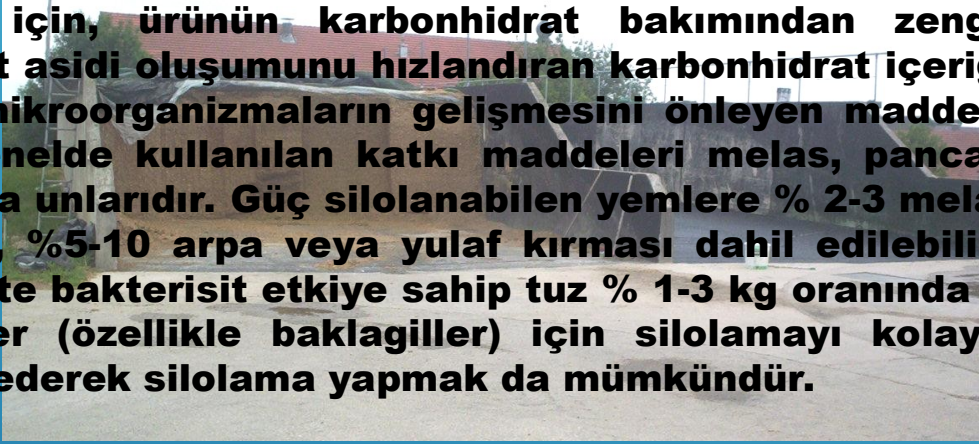 için, ürünün karbonhidrat bakımından zeng
t asidi oluşumunu hızlandıran karbonhidrat içeri
mikroorganizmaların gelişmesini önleyen madde
nelde kullanılan katkı maddeleri melas, panca
a unlarıdır. Güç silolanabilen yemlere % 2-3 mela
, %5-10 arpa veya yulaf kırması dahil edilebili
te bakterisit etkiye sahip tuz % 1-3 kg oranında
er (özellikle baklagiller) için silolamayı kolay
ederek silolama yapmak da mümkündür.